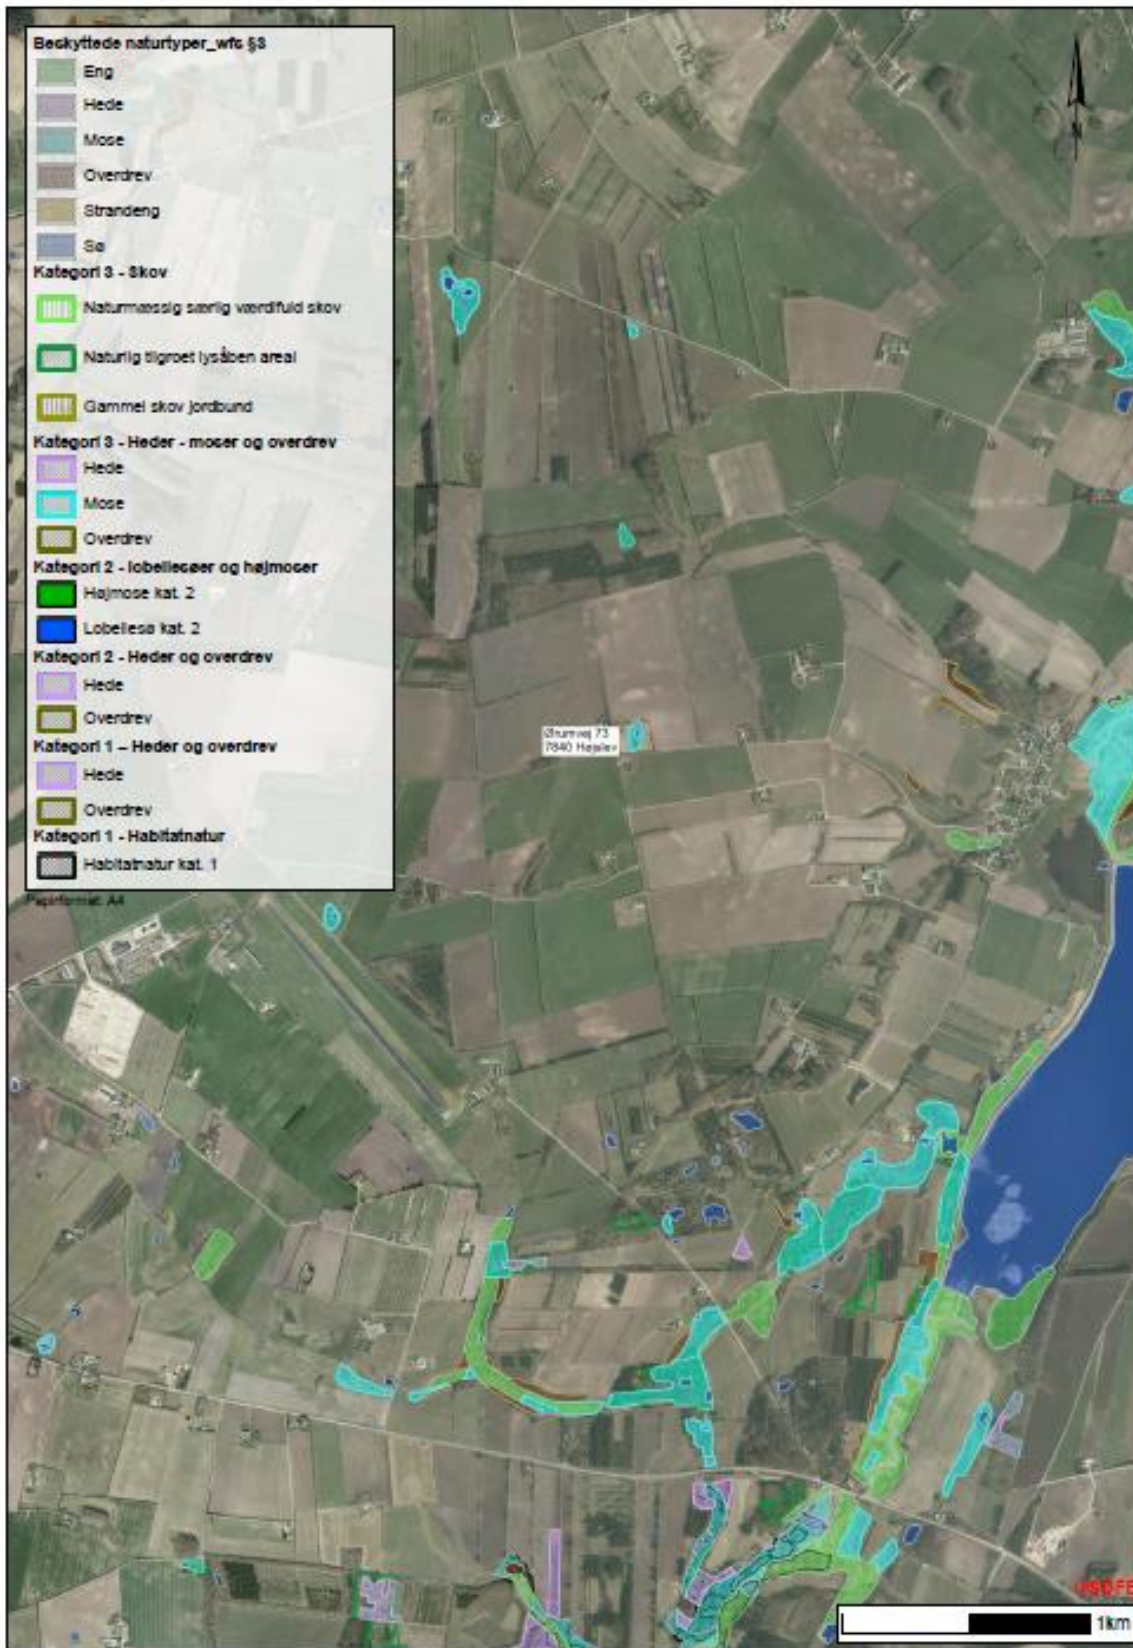 Beskyttede naturtyper_wfs §3
Eng
Hede
Mose
Overdrev
Strandeng
Sø
Kategori 3 - Skov
Naturmæssig særlig værdifuld skov
Naturlig tilgroet lysåben areal
Gammel skov jordbund
Kategori 3 - Heder - moser og overdrev
Hede
Mose
Overdrev
Kategori 2 - lobeliesøer og højmoser
Højmose kat. 2
Lobeliesø kat. 2
Kategori 2 - Heder og overdrev
Hede
Overdrev
Kategori 1 – Heder og overdrev
Hede
Overdrev
Kategori 1 - Habitatnatur
Habitatnatur kat. 1
Papirformat: A4
Ørumvej 73
7840 Højslev
1km